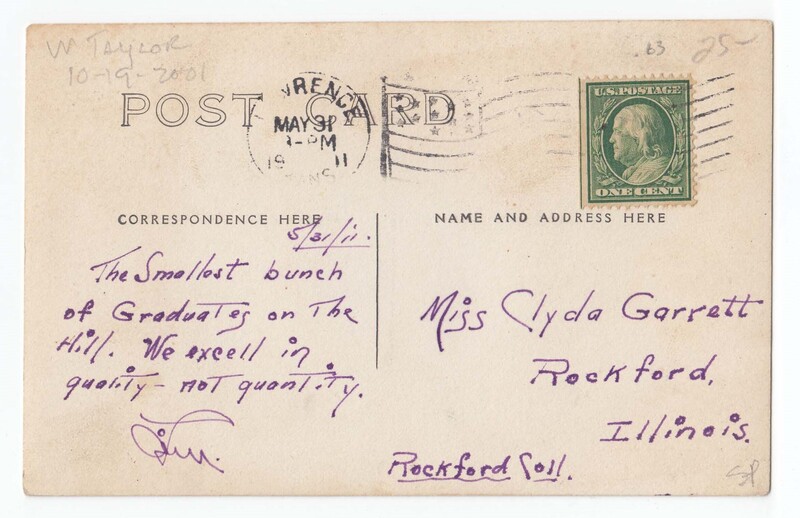 W Taylor
10-19-2001
63
25-
POST CARD
LAWRENCE
MAY 31
PM
19 11
KANS.
U.S. POSTAGE
ONE CENT
CORRESPONDENCE HERE
NAME AND ADDRESS HERE
5/31/11.
The Smallest bunch
of Graduates on The
Hill. We excell in
quality - not quantity.
Miss Clyda Garrett
Rockford,
Illinois.
Rockford Coll.